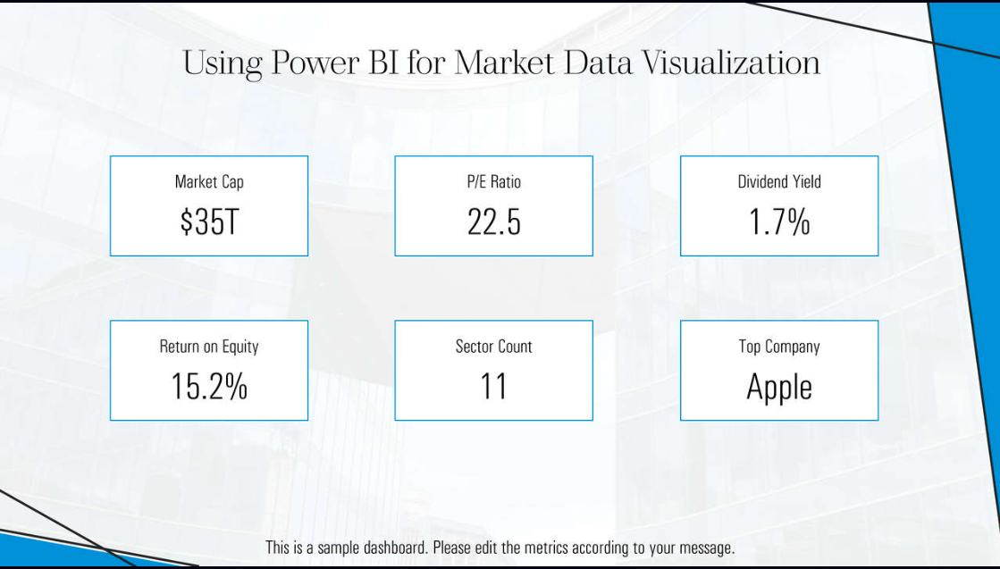 Using Power BI for Market Data Visualization
Market Cap
$35T
P/E Ratio
22.5
Dividend Yield
1.7%
Return on Equity
15.2%
Sector Count
11
Top Company
Apple
This is a sample dashboard. Please edit the metrics according to your message.